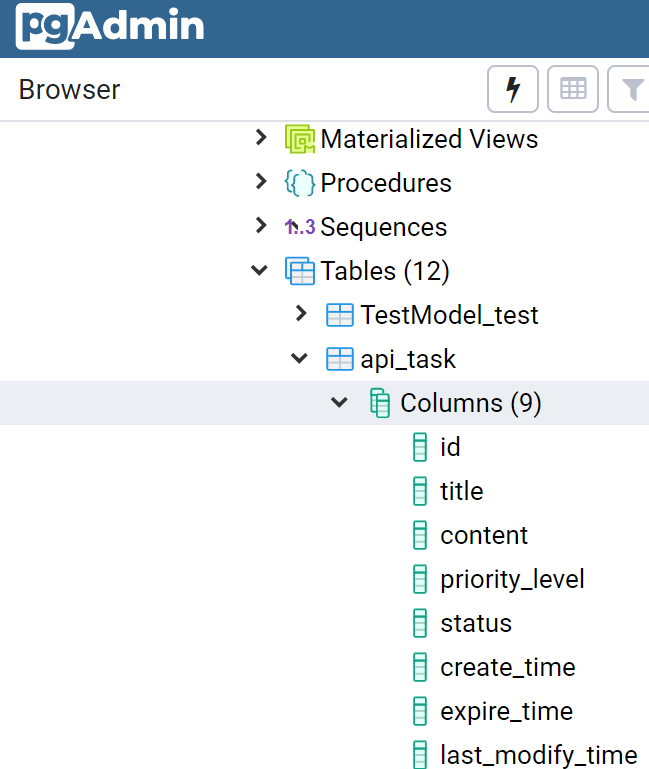 pgAdmin
Browser
Materialized Views
Procedures
1..3 Sequences
Tables (12)
TestModel_test
api_task
Columns (9)
id
title
content
priority_level
status
create_time
expire_time
last_modify_time